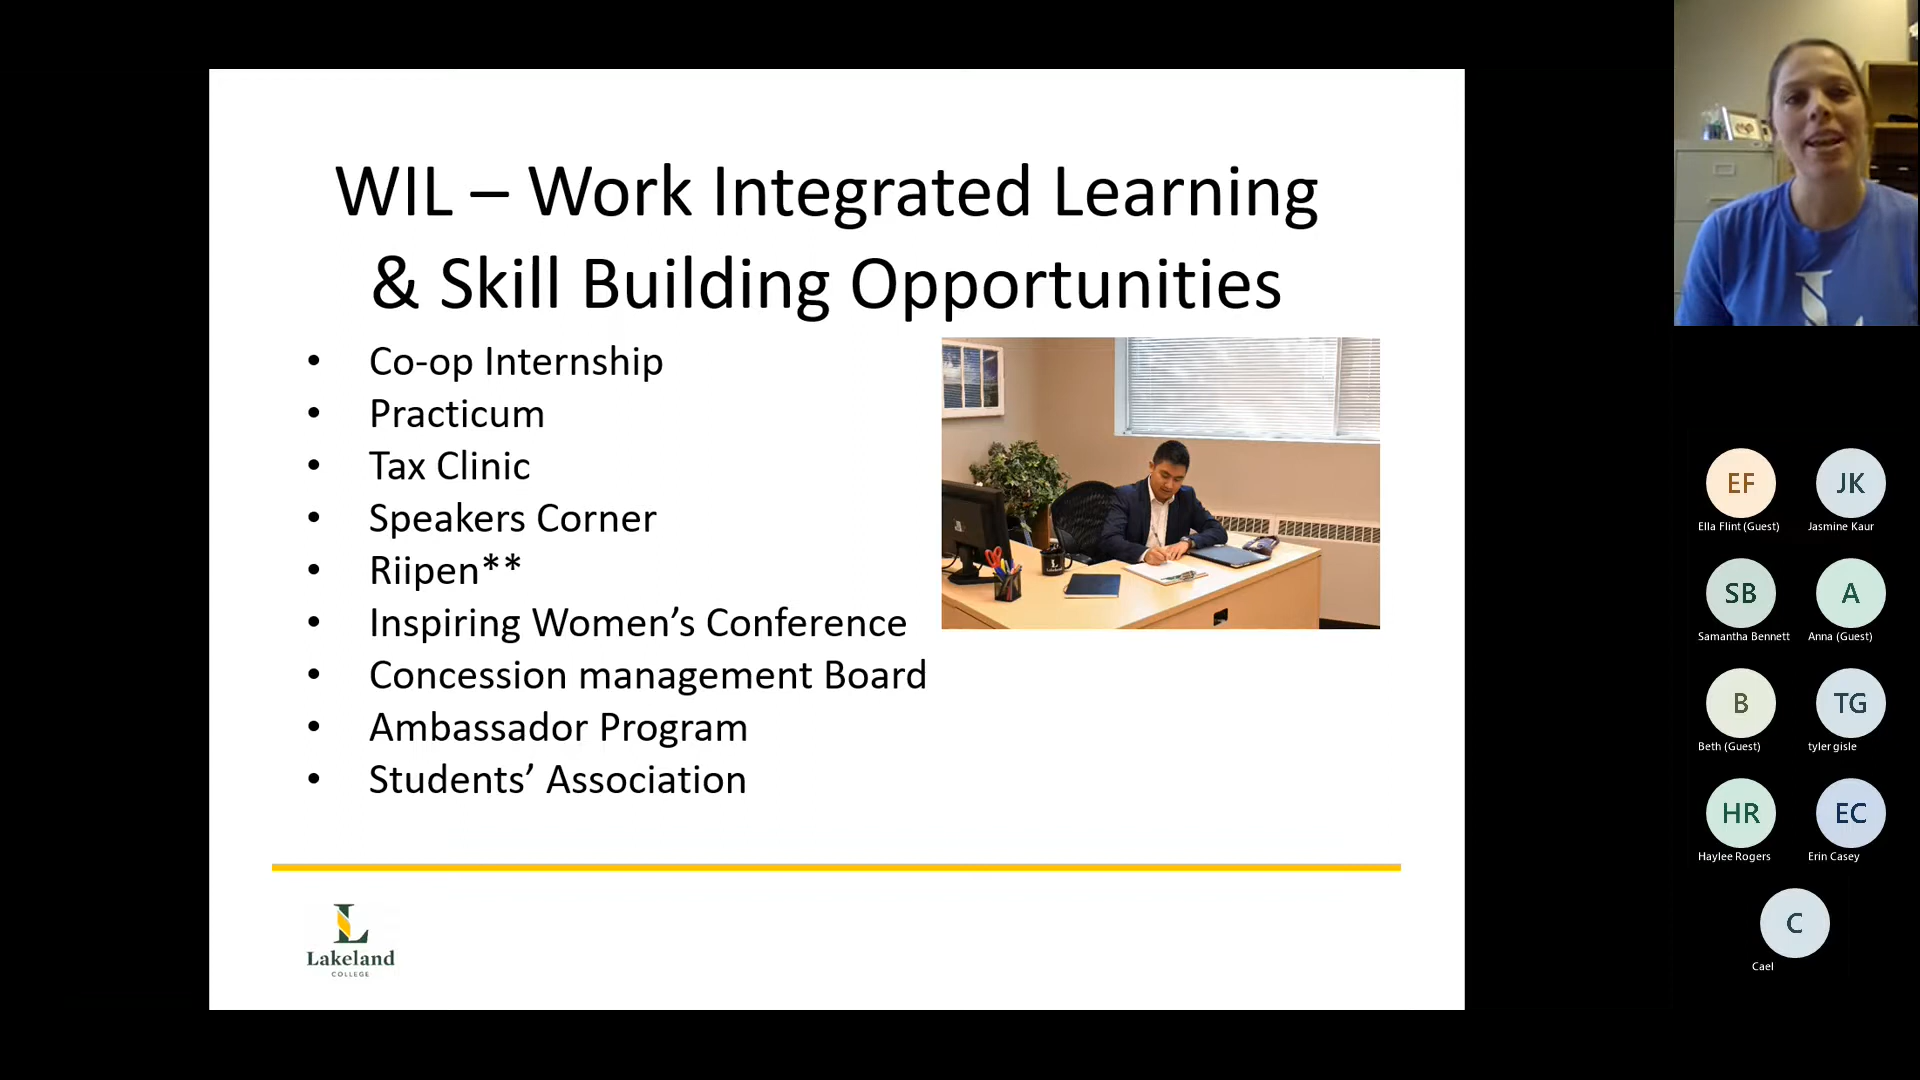 WIL – Work Integrated Learning
& Skill Building Opportunities
• Co-op Internship
• Practicum
• Tax Clinic
• Speakers Corner
• Riipen**
• Inspiring Women’s Conference
• Concession management Board
• Ambassador Program
• Students’ Association
Lakeland
COLLEGE
EF
Ella Flint (Guest)
JK
Jasmine Kaur
SB
Samantha Bennett
A
Anna (Guest)
B
Beth (Guest)
TG
tyler gisle
HR
Haylee Rogers
EC
Erin Casey
C
Cael